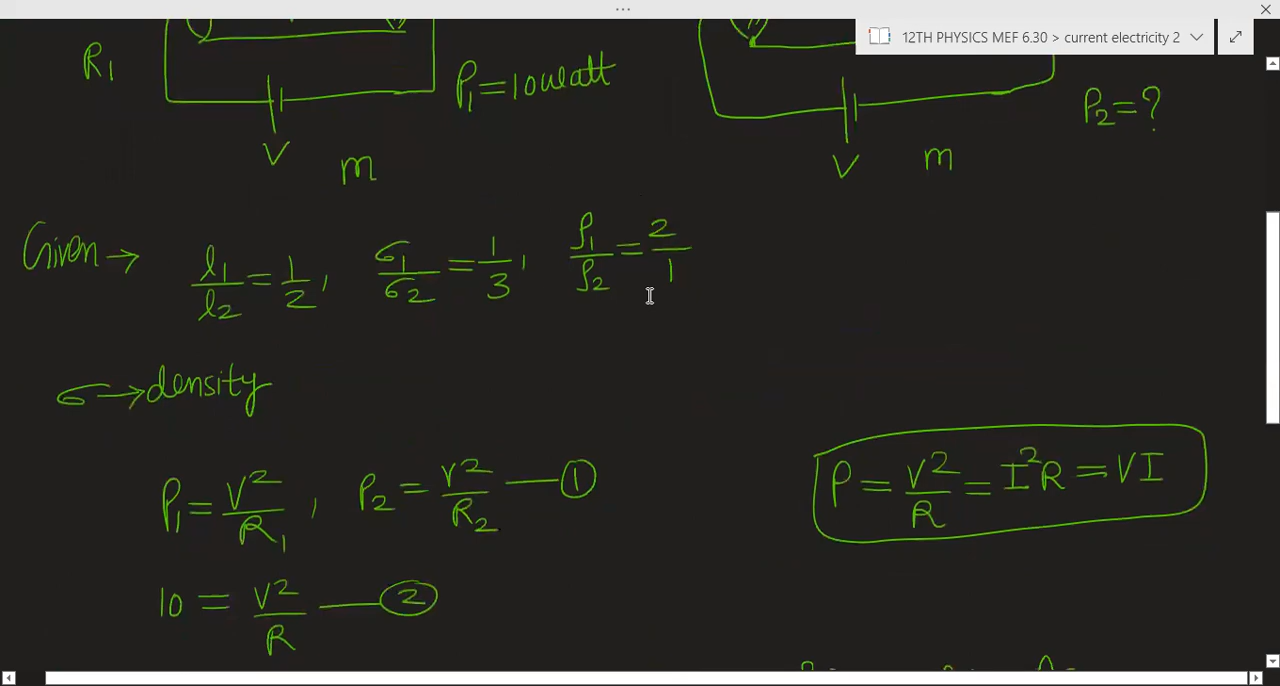 12TH PHYSICS MEF 6.30 > current electricity 2
R₁
P₁ = 10 watt
P₂ = ?
V m
V m
Given → l₁/l₂ = 1/2, σ₁/σ₂ = 1/3, ρ₁/ρ₂ = 2/1
σ → density
P₁ = V²/R₁, P₂ = V²/R₂ — ①
P = V²/R = I²R = VI
10 = V²/R — ②